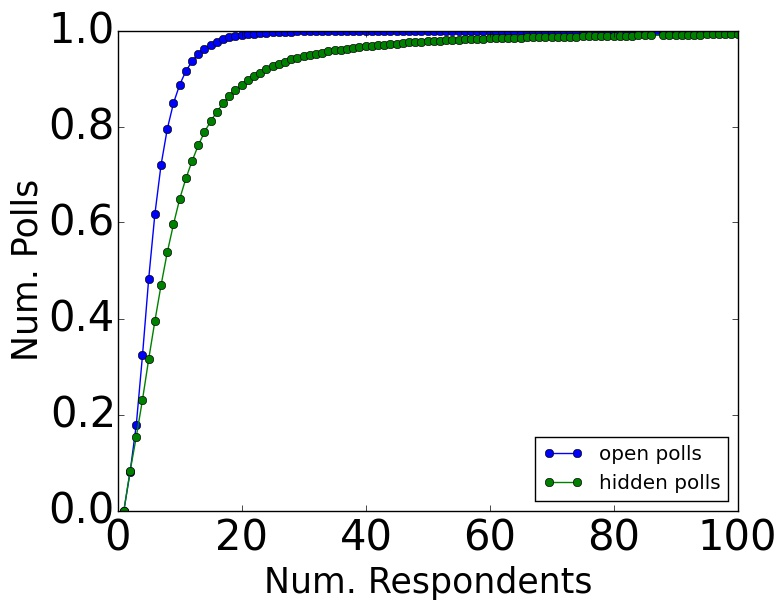 1.0
0.8
0.6
0.4
0.2
0.0
Num. Polls
0 20 40 60 80 100
Num. Respondents
open polls
hidden polls